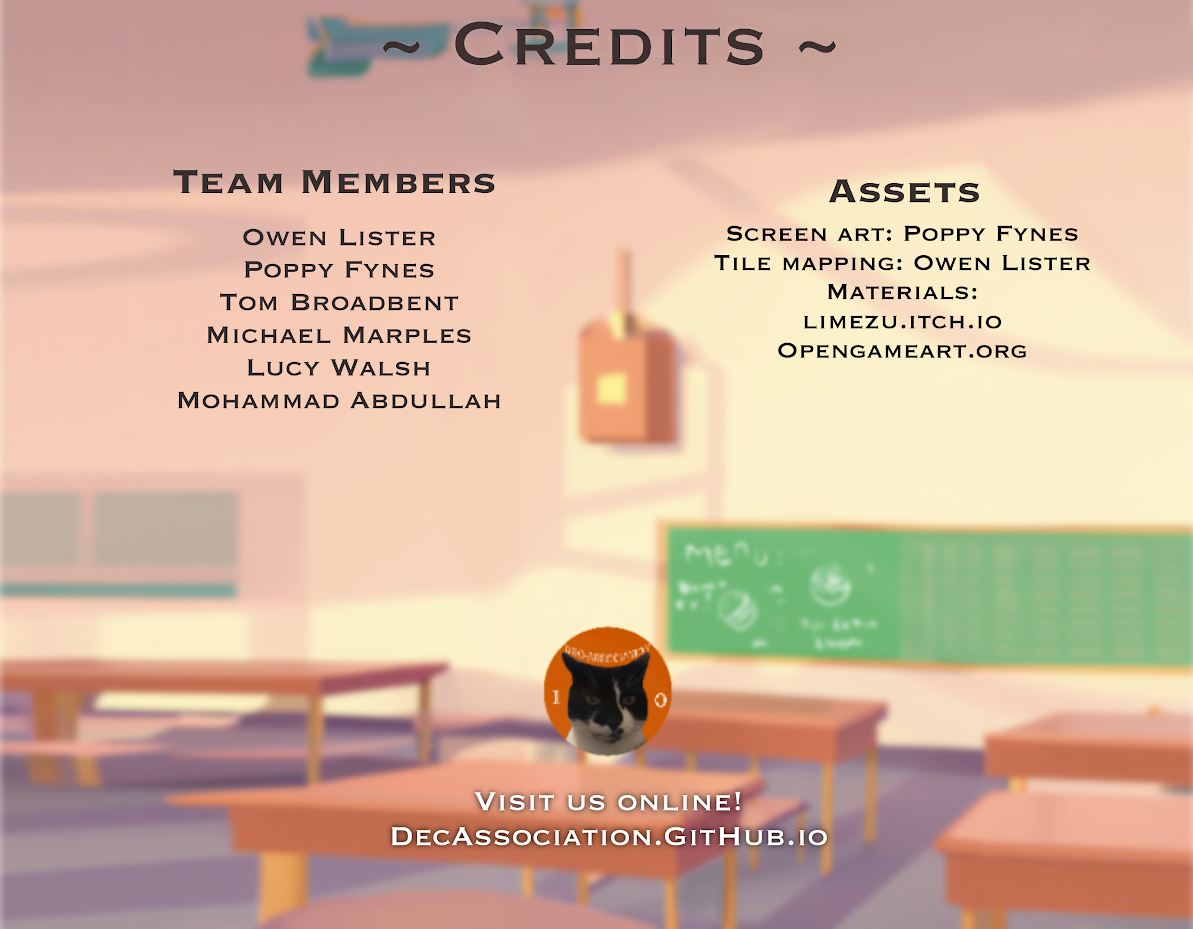 ~ Credits ~
Team Members
Owen Lister
Poppy Fynes
Tom Broadbent
Michael Marples
Lucy Walsh
Mohammad Abdullah
Assets
Screen art: Poppy Fynes
Tile mapping: Owen Lister
Materials:
limezu.itch.io
Opengameart.org
Menu:
1 0
Visit us online!
DecAssociation.GitHub.io